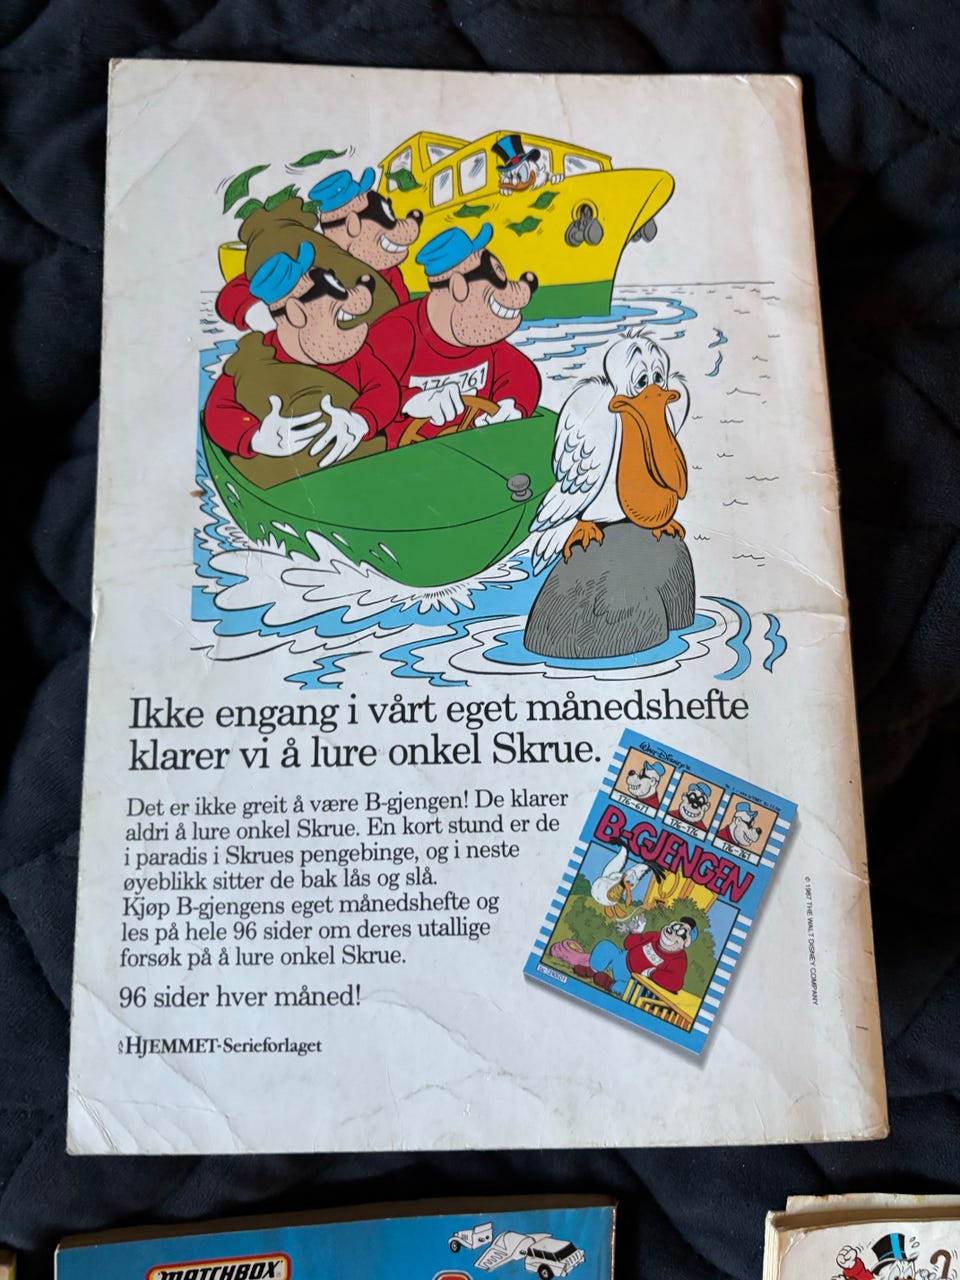 176-761
Ikke engang i vårt eget månedshefte
klarer vi å lure onkel Skrue.
Det er ikke greit å være B-gjengen! De klarer
aldri å lure onkel Skrue. En kort stund er de
i paradis i Skrues pengebinge, og i neste
øyeblikk sitter de bak lås og slå.
Kjøp B-gjengens eget månedshefte og
les på hele 96 sider om deres utallige
forsøk på å lure onkel Skrue.
96 sider hver måned!
A/S HJEMMET-Serieforlaget
Walt Disney's
176-671
176-176
176-761
B-GJENGEN
© 1987 THE WALT DISNEY COMPANY
MATCHBOX